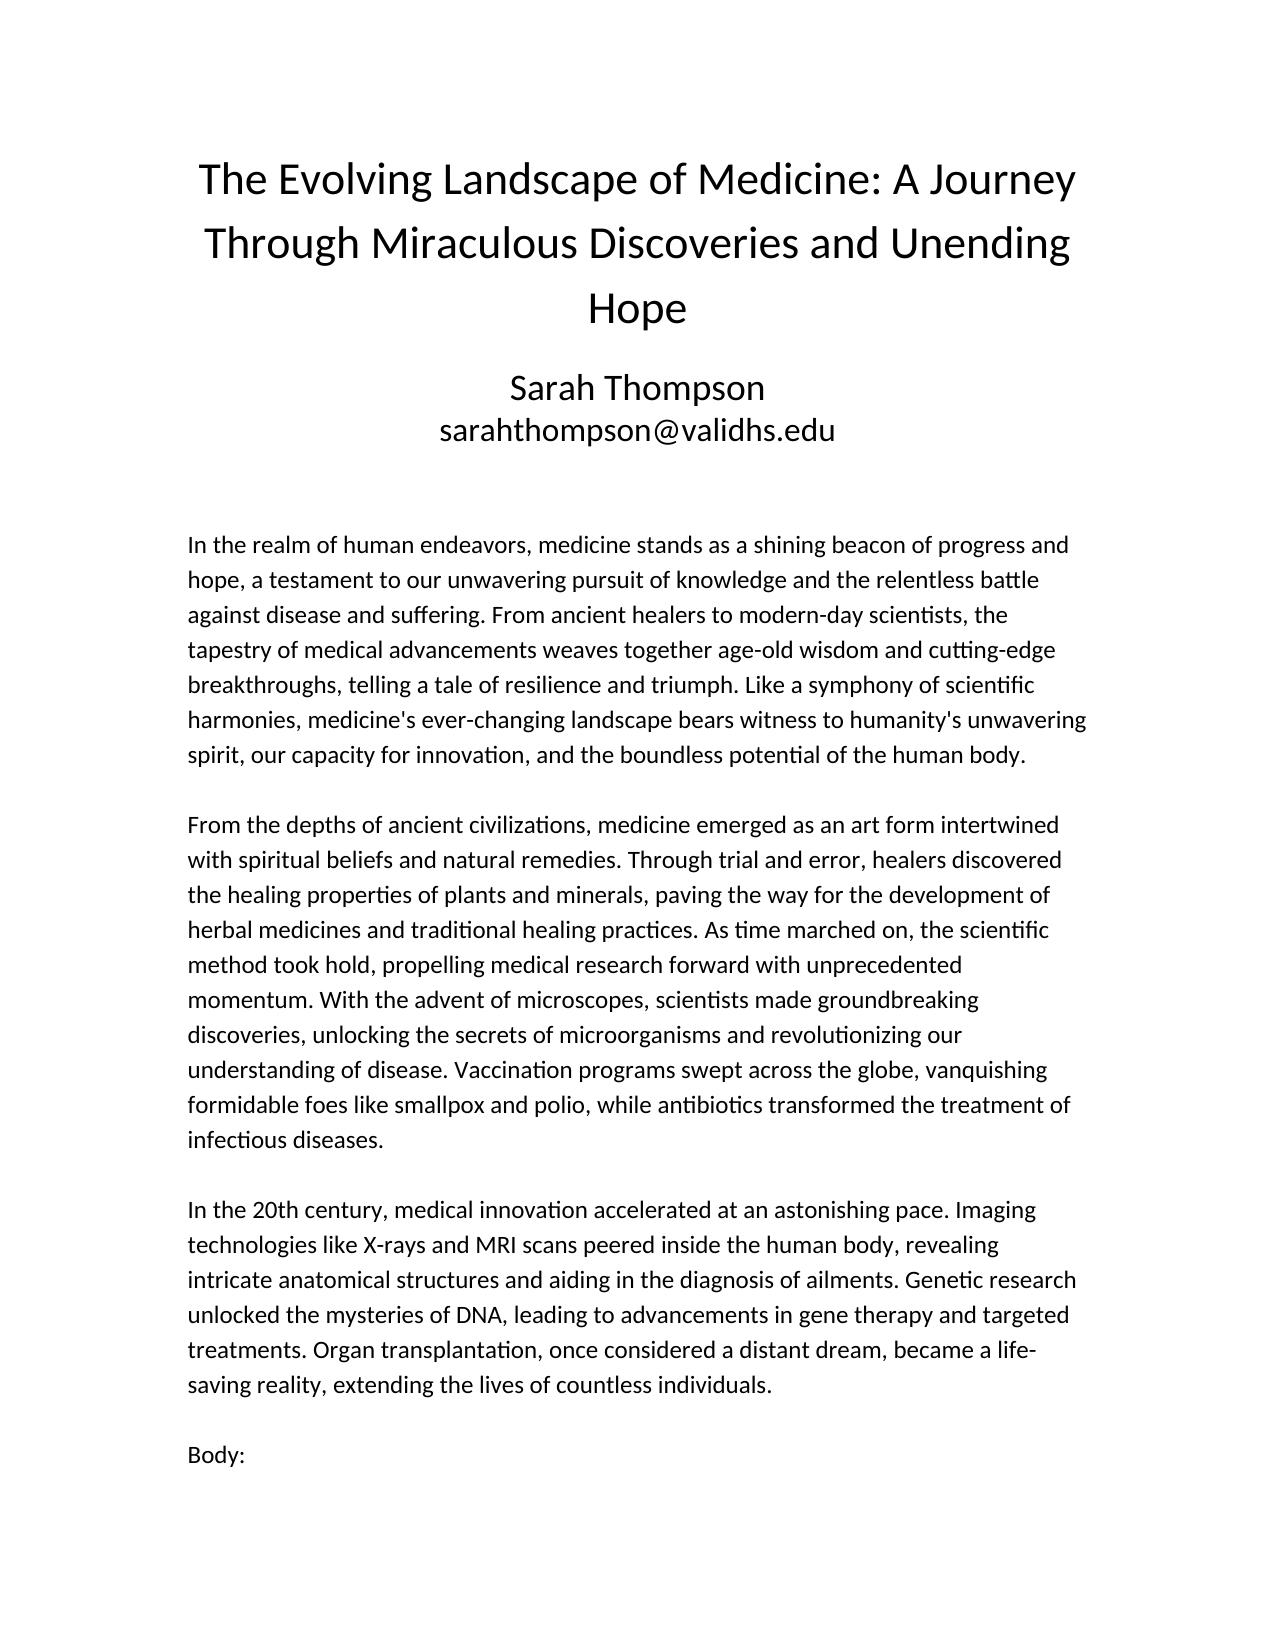 The Evolving Landscape of Medicine: A Journey
Through Miraculous Discoveries and Unending
Hope
Sarah Thompson
sarahthompson@validhs.edu
In the realm of human endeavors, medicine stands as a shining beacon of progress and
hope, a testament to our unwavering pursuit of knowledge and the relentless battle
against disease and suffering. From ancient healers to modern-day scientists, the
tapestry of medical advancements weaves together age-old wisdom and cutting-edge
breakthroughs, telling a tale of resilience and triumph. Like a symphony of scientific
harmonies, medicine's ever-changing landscape bears witness to humanity's unwavering
spirit, our capacity for innovation, and the boundless potential of the human body.
From the depths of ancient civilizations, medicine emerged as an art form intertwined
with spiritual beliefs and natural remedies. Through trial and error, healers discovered
the healing properties of plants and minerals, paving the way for the development of
herbal medicines and traditional healing practices. As time marched on, the scientific
method took hold, propelling medical research forward with unprecedented
momentum. With the advent of microscopes, scientists made groundbreaking
discoveries, unlocking the secrets of microorganisms and revolutionizing our
understanding of disease. Vaccination programs swept across the globe, vanquishing
formidable foes like smallpox and polio, while antibiotics transformed the treatment of
infectious diseases.
In the 20th century, medical innovation accelerated at an astonishing pace. Imaging
technologies like X-rays and MRI scans peered inside the human body, revealing
intricate anatomical structures and aiding in the diagnosis of ailments. Genetic research
unlocked the mysteries of DNA, leading to advancements in gene therapy and targeted
treatments. Organ transplantation, once considered a distant dream, became a life-
saving reality, extending the lives of countless individuals.
Body: